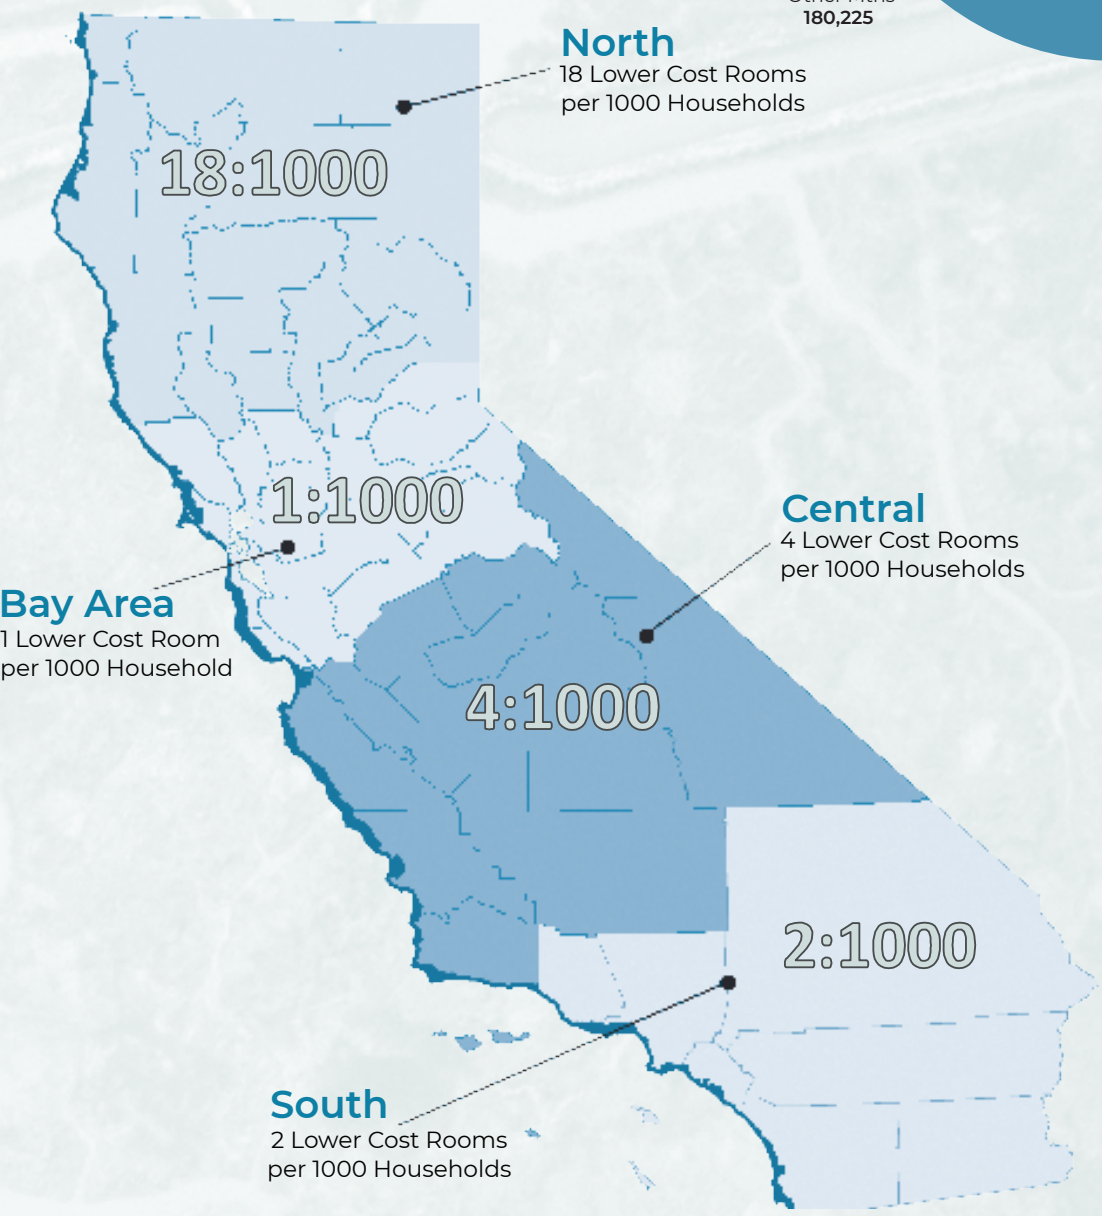 180,225
North
18 Lower Cost Rooms
per 1000 Households
18:1000
1:1000
Central
4 Lower Cost Rooms
per 1000 Households
Bay Area
1 Lower Cost Room
per 1000 Household
4:1000
2:1000
South
2 Lower Cost Rooms
per 1000 Households